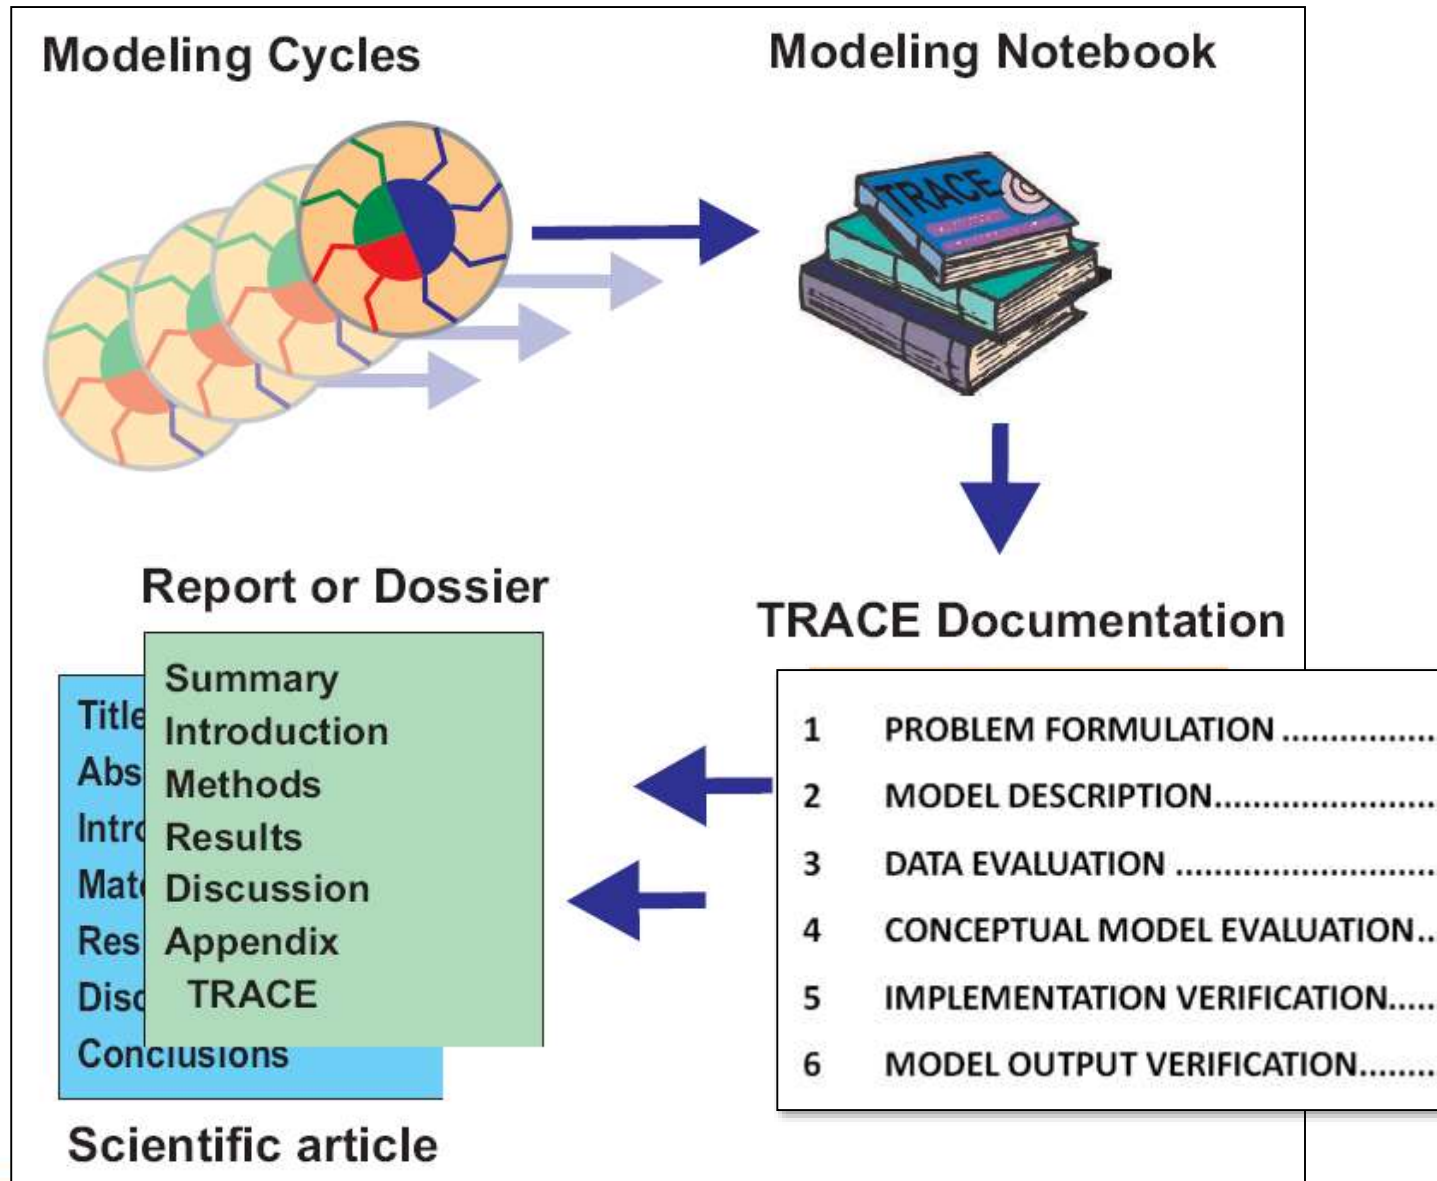 Modeling Cycles
Modeling Notebook
TRACE
Report or Dossier
Summary
Introduction
Methods
Results
Discussion
Appendix
TRACE
Title
Abs
Intro
Mate
Res
Disc
Conclusions
Scientific article
TRACE Documentation
1 PROBLEM FORMULATION ................
2 MODEL DESCRIPTION.......................
3 DATA EVALUATION ...........................
4 CONCEPTUAL MODEL EVALUATION..
5 IMPLEMENTATION VERIFICATION.....
6 MODEL OUTPUT VERIFICATION........